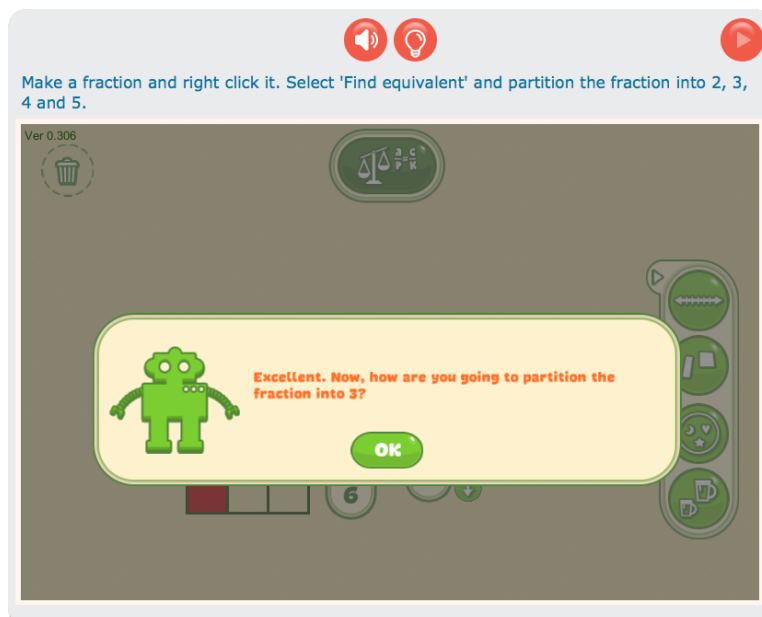 Make a fraction and right click it. Select 'Find equivalent' and partition the fraction into 2, 3,
4 and 5.
Ver 0.306
a/P = c/K
Excellent. Now, how are you going to partition the
fraction into 3?
OK
6